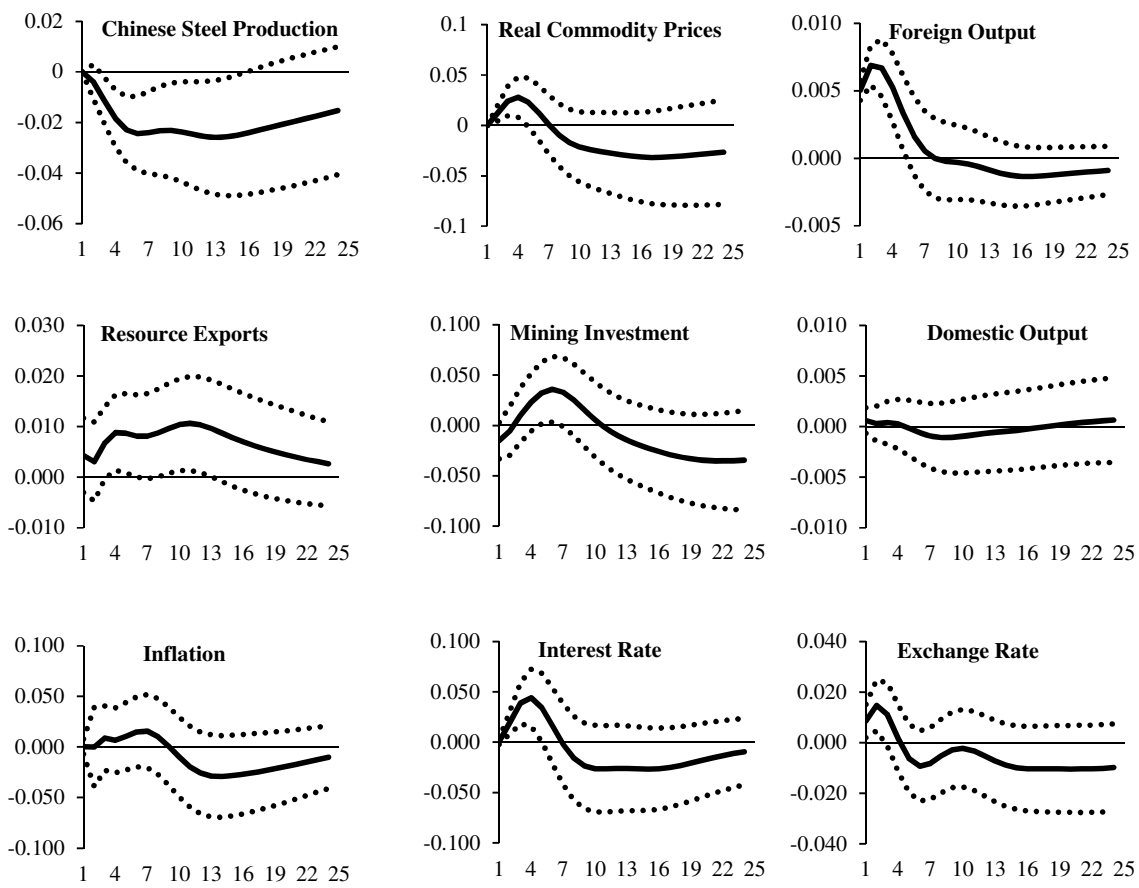 Chinese Steel Production
0.02
0
-0.02
-0.04
-0.06
1 4 7 10 13 16 19 22 25
Real Commodity Prices
0.1
0.05
0
-0.05
-0.1
1 4 7 10 13 16 19 22 25
Foreign Output
0.010
0.005
0.000
-0.005
1 4 7 10 13 16 19 22 25
Resource Exports
0.030
0.020
0.010
0.000
-0.010
1 4 7 10 13 16 19 22 25
Mining Investment
0.100
0.050
0.000
-0.050
-0.100
1 4 7 10 13 16 19 22 25
Domestic Output
0.010
0.005
0.000
-0.005
-0.010
1 4 7 10 13 16 19 22 25
Inflation
0.100
0.050
0.000
-0.050
-0.100
1 4 7 10 13 16 19 22 25
Interest Rate
0.100
0.050
0.000
-0.050
-0.100
1 4 7 10 13 16 19 22 25
Exchange Rate
0.040
0.020
0.000
-0.020
-0.040
1 4 7 10 13 16 19 22 25